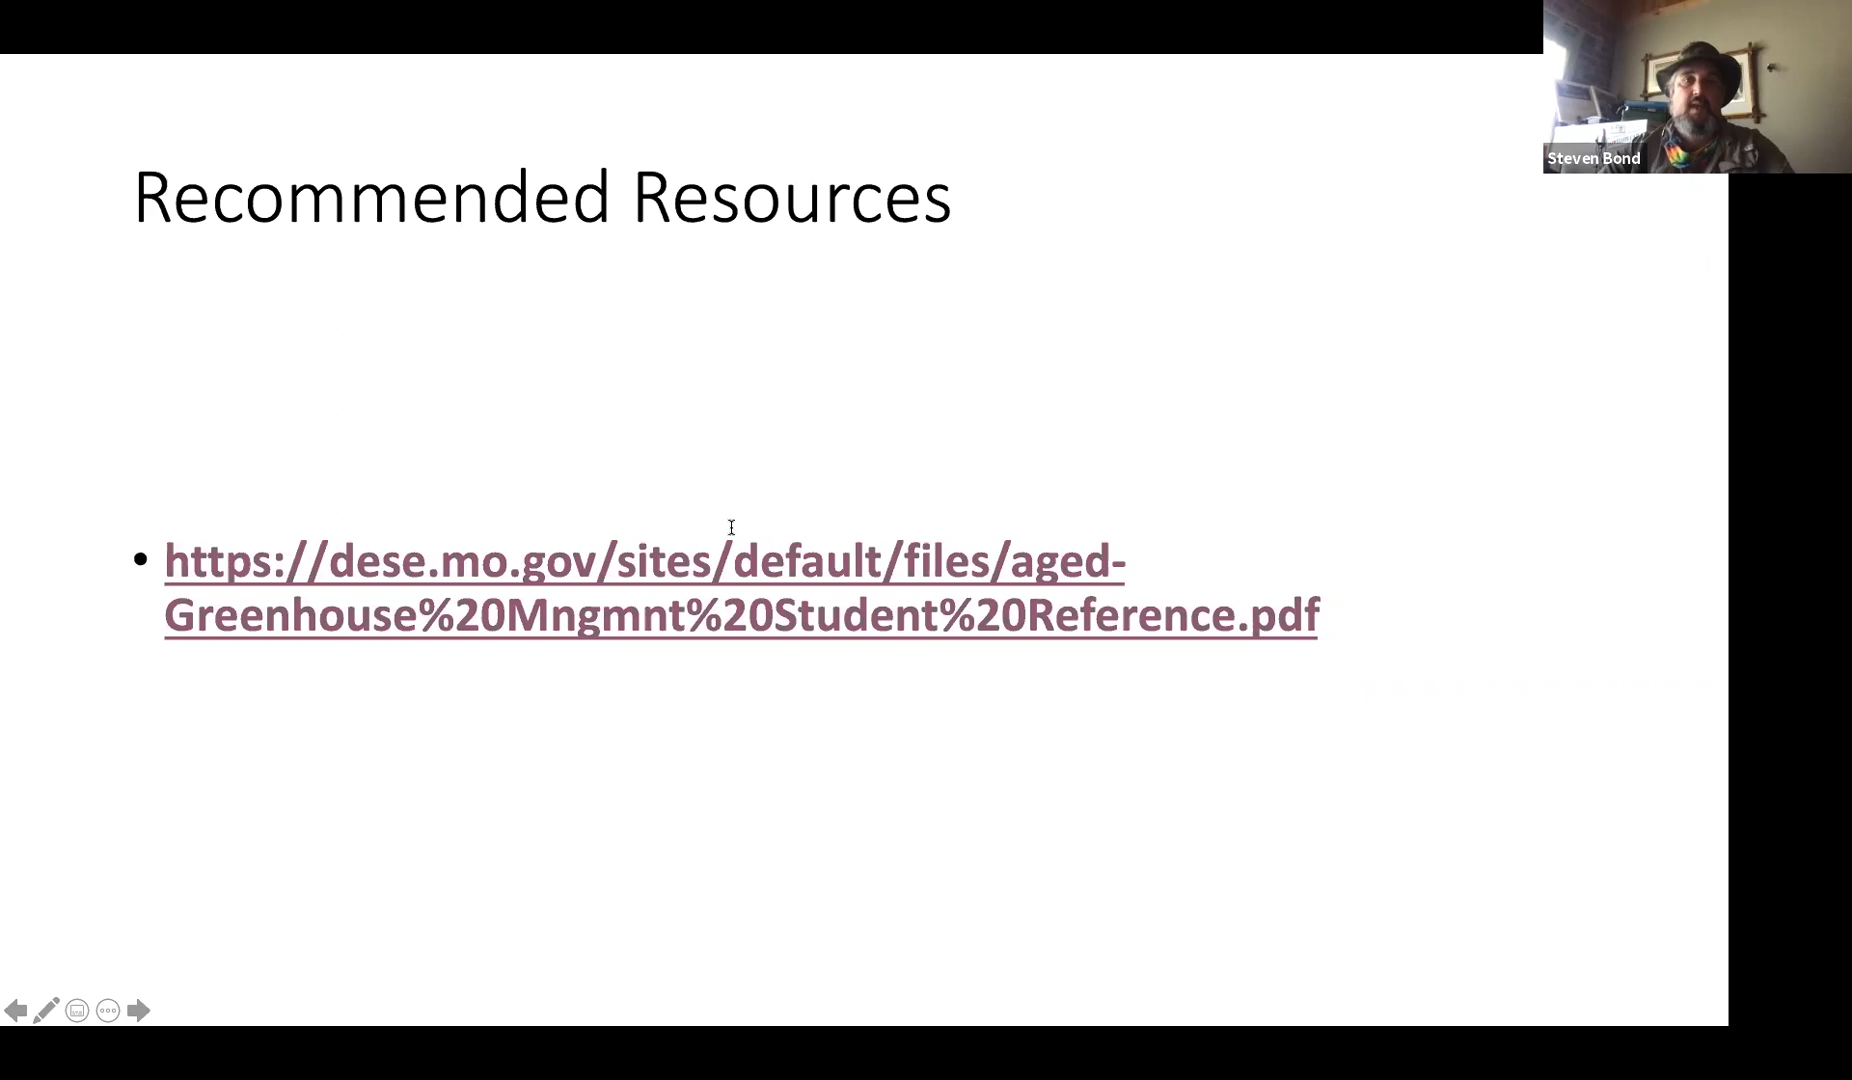 Steven Bond
Recommended Resources
• https://dese.mo.gov/sites/default/files/aged-
Greenhouse%20Mngmnt%20Student%20Reference.pdf